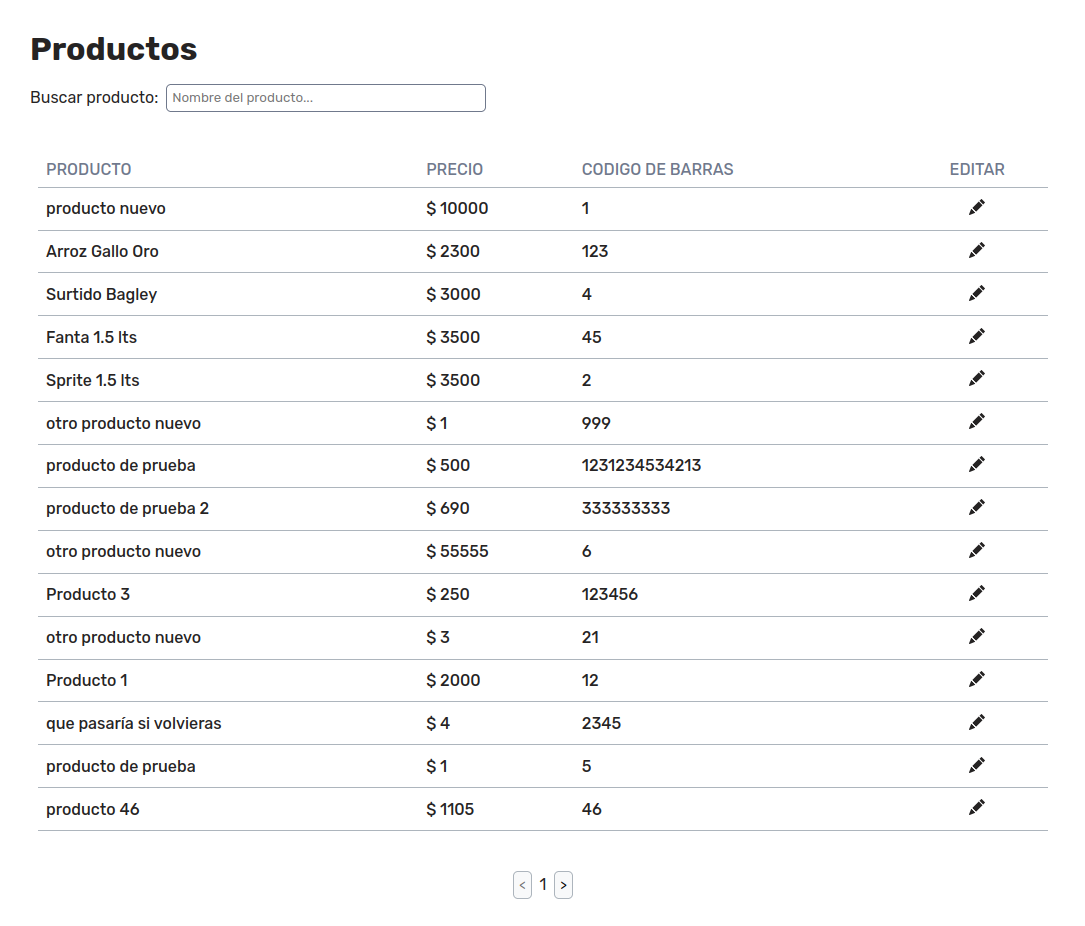 Productos
Buscar producto: Nombre del producto...
PRODUCTO PRECIO CODIGO DE BARRAS EDITAR
producto nuevo $ 10000 1
Arroz Gallo Oro $ 2300 123
Surtido Bagley $ 3000 4
Fanta 1.5 lts $ 3500 45
Sprite 1.5 lts $ 3500 2
otro producto nuevo $ 1 999
producto de prueba $ 500 1231234534213
producto de prueba 2 $ 690 333333333
otro producto nuevo $ 55555 6
Producto 3 $ 250 123456
otro producto nuevo $ 3 21
Producto 1 $ 2000 12
que pasaría si volvieras $ 4 2345
producto de prueba $ 1 5
producto 46 $ 1105 46
< 1 >